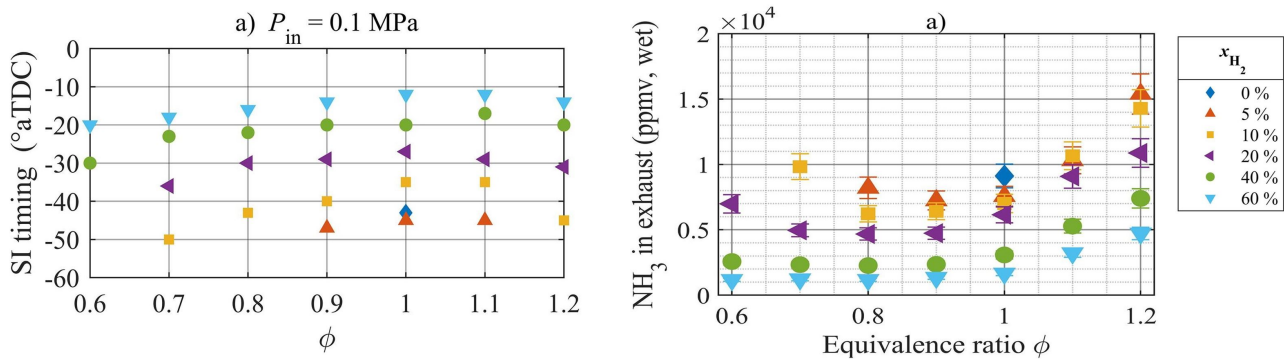 a) P_in = 0.1 MPa
SI timing (°aTDC)
0
-10
-20
-30
-40
-50
-60
0.6 0.7 0.8 0.9 1 1.1 1.2
ϕ
×10⁴
a)
NH₃ in exhaust (ppmv, wet)
2
1.5
1
0.5
0
0.6 0.8 1 1.2
Equivalence ratio ϕ
x_H₂
0 %
5 %
10 %
20 %
40 %
60 %